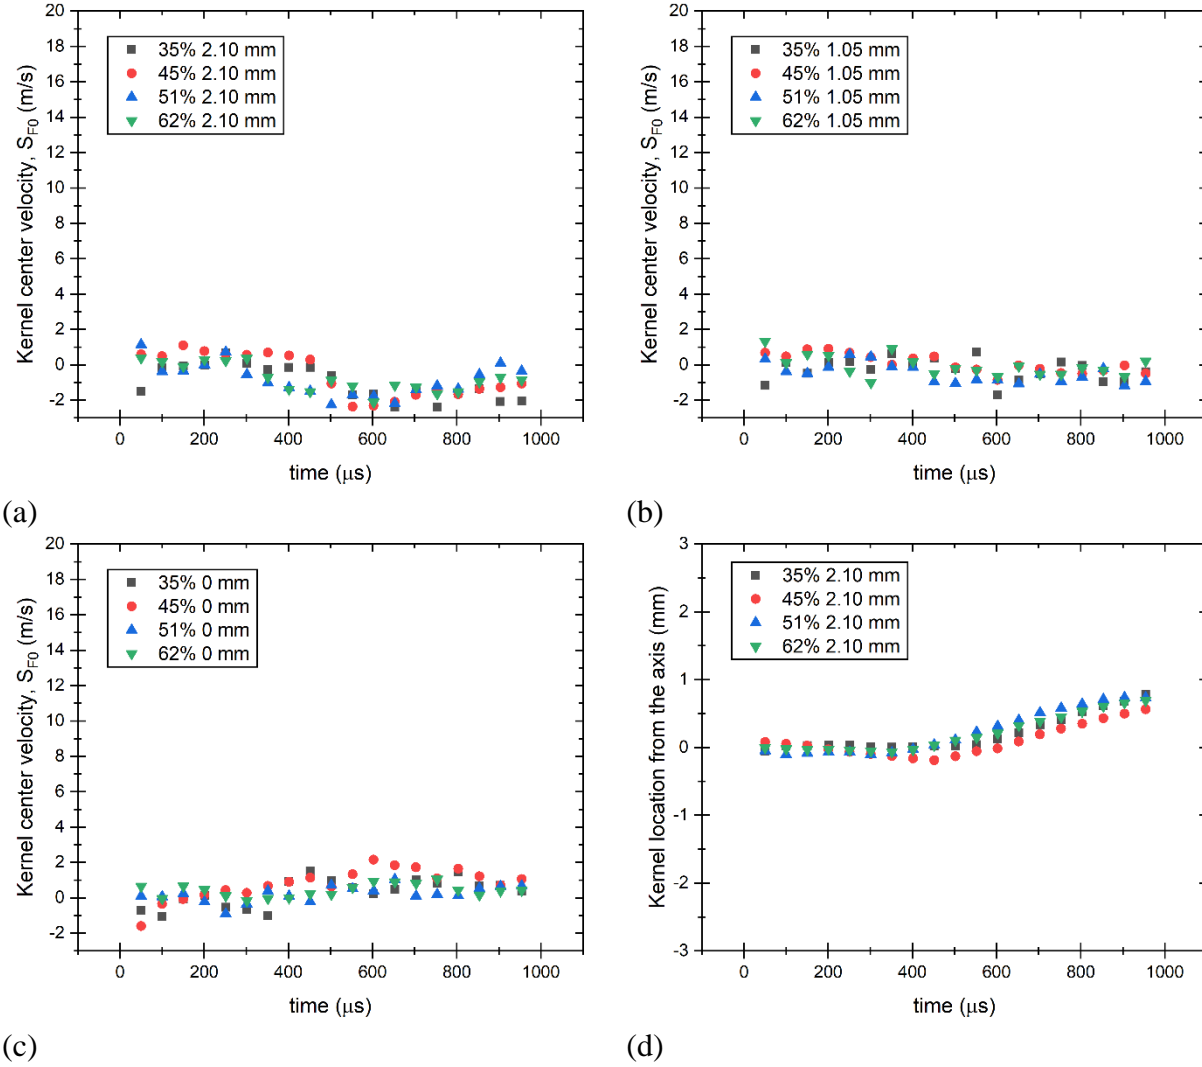 20
18
16
14
12
10
8
6
4
2
0
-2
Kernel center velocity, S_F0 (m/s)
35% 2.10 mm
45% 2.10 mm
51% 2.10 mm
62% 2.10 mm
0 200 400 600 800 1000
time (μs)
(a)
20
18
16
14
12
10
8
6
4
2
0
-2
Kernel center velocity, S_F0 (m/s)
35% 1.05 mm
45% 1.05 mm
51% 1.05 mm
62% 1.05 mm
0 200 400 600 800 1000
time (μs)
(b)
20
18
16
14
12
10
8
6
4
2
0
-2
Kernel center velocity, S_F0 (m/s)
35% 0 mm
45% 0 mm
51% 0 mm
62% 0 mm
0 200 400 600 800 1000
time (μs)
(c)
3
2
1
0
-1
-2
-3
Kernel location from the axis (mm)
35% 2.10 mm
45% 2.10 mm
51% 2.10 mm
62% 2.10 mm
0 200 400 600 800 1000
time (μs)
(d)